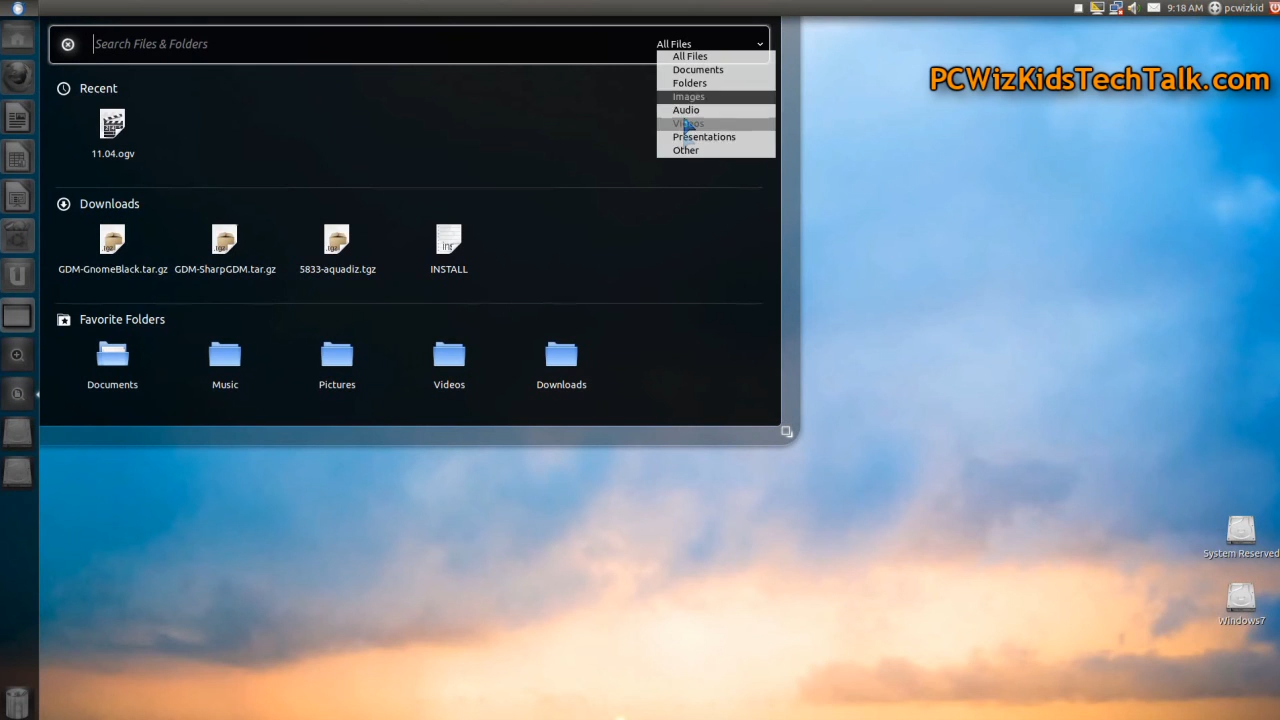 9:18 AM pcwizkid
Search Files & Folders
All Files
All Files
Documents
Folders
Images
Audio
Videos
Presentations
Other
PCWizKidsTechTalk.com
Recent
11.04.ogv
Downloads
GDM-GnomeBlack.tar.gz GDM-SharpGDM.tar.gz 5833-aquadiz.tgz INSTALL
Favorite Folders
Documents Music Pictures Videos Downloads
System Reserved
Windows7